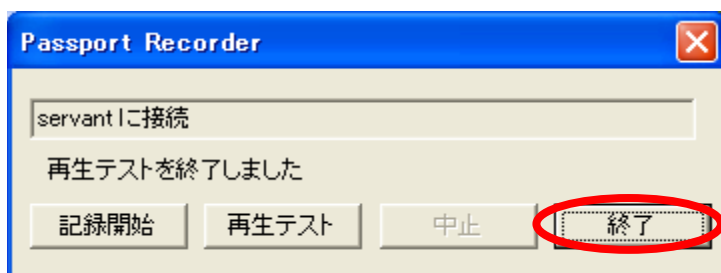 Passport Recorder
servantに接続
再生テストを終了しました
記録開始 再生テスト 中止 終了